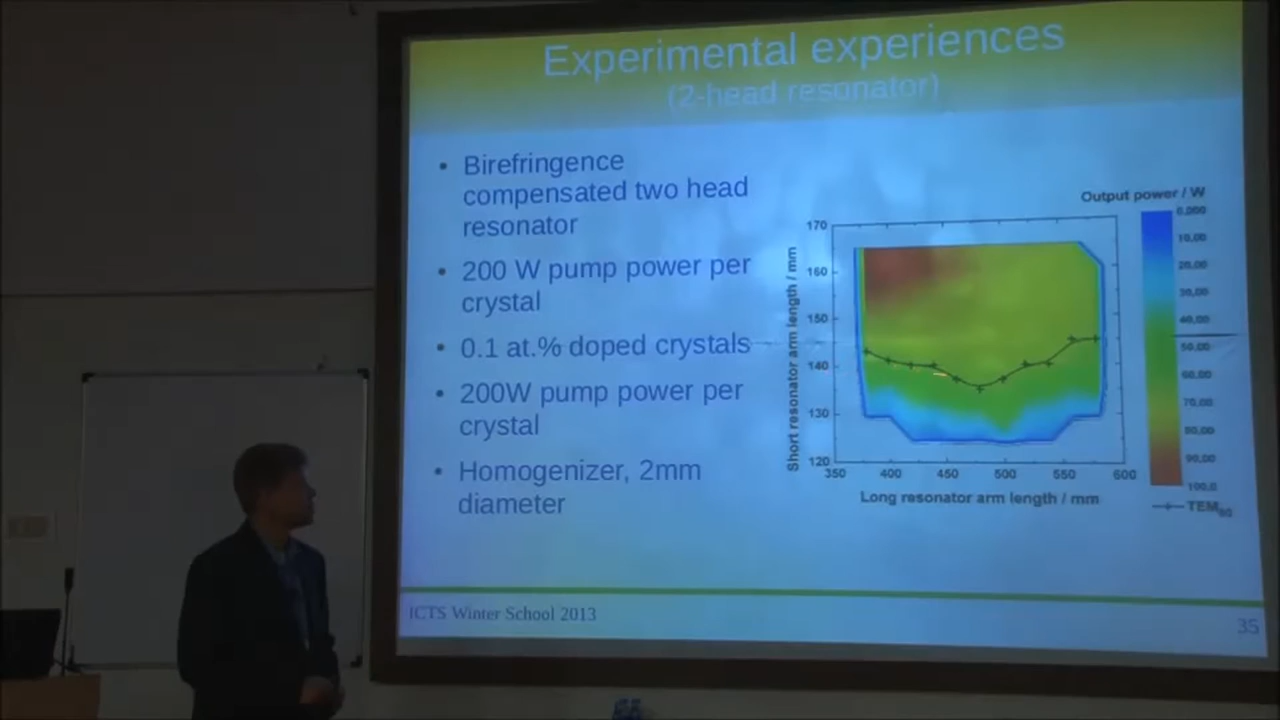 Experimental experiences
(2-head resonator)
• Birefringence
compensated two head
resonator
• 200 W pump power per
crystal
• 0.1 at.% doped crystals
• 200W pump power per
crystal
• Homogenizer, 2mm
diameter
Output power / W
0,000
10,00
20,00
30,00
40,00
50,00
60,00
70,00
80,00
90,00
100,0
TEM00
Short resonator arm length / mm
170
160
150
140
130
120
350
400
450
500
550
600
Long resonator arm length / mm
ICTS Winter School 2013
35